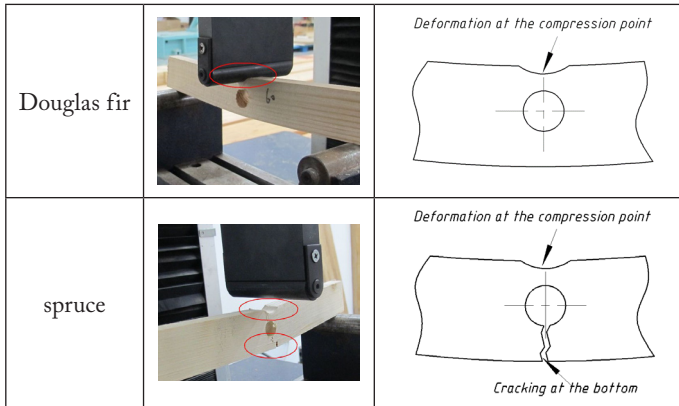 Douglas fir
Deformation at the compression point
spruce
Deformation at the compression point
Cracking at the bottom